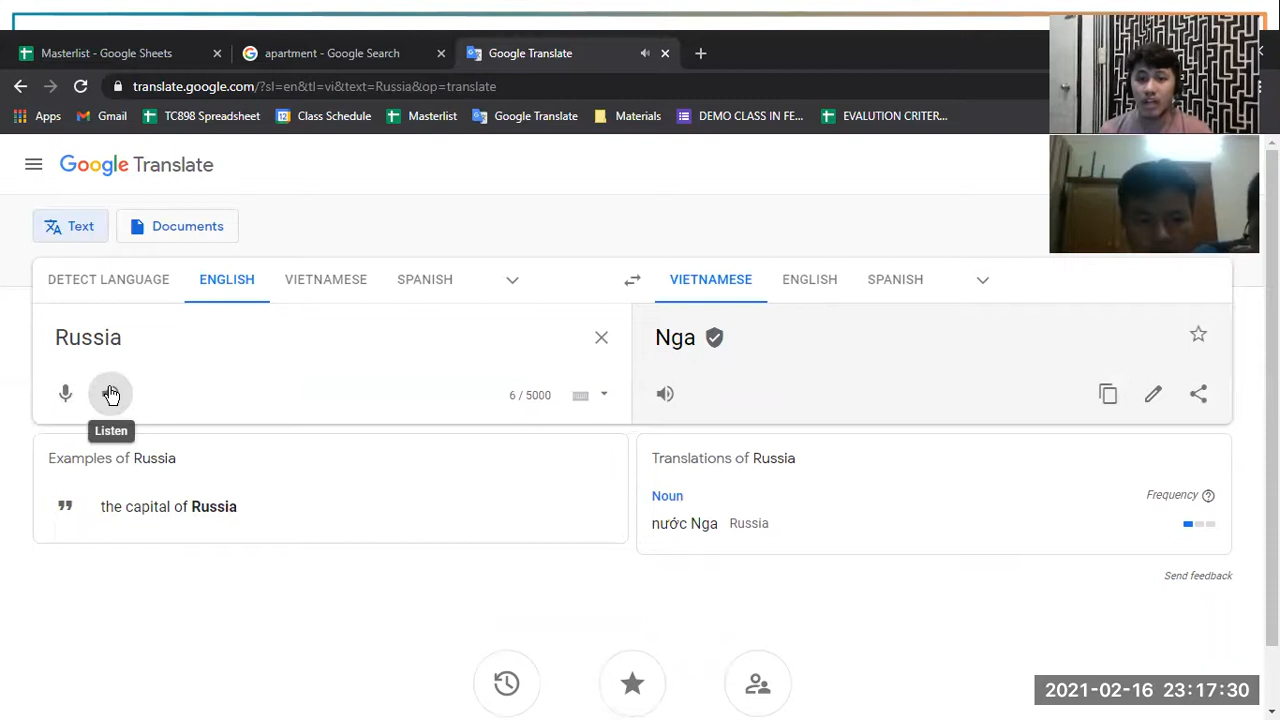 Masterlist - Google Sheets
apartment - Google Search
Google Translate
translate.google.com/?sl=en&tl=vi&text=Russia&op=translate
Apps
Gmail
TC898 Spreadsheet
Class Schedule
Masterlist
Google Translate
Materials
DEMO CLASS IN FE...
EVALUTION CRITER...
Google Translate
Text
Documents
DETECT LANGUAGE
ENGLISH
VIETNAMESE
SPANISH
VIETNAMESE
ENGLISH
SPANISH
Russia
Nga
6 / 5000
Listen
Examples of Russia
the capital of Russia
Translations of Russia
Noun
Frequency
nước Nga Russia
Send feedback
2021-02-16 23:17:30